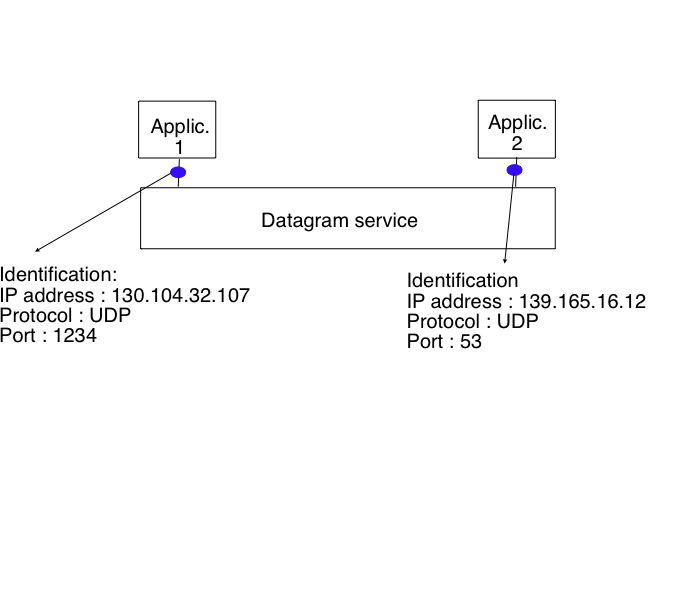 Applic.
1
Applic.
2
Datagram service
Identification:
IP address : 130.104.32.107
Protocol : UDP
Port : 1234
Identification
IP address : 139.165.16.12
Protocol : UDP
Port : 53